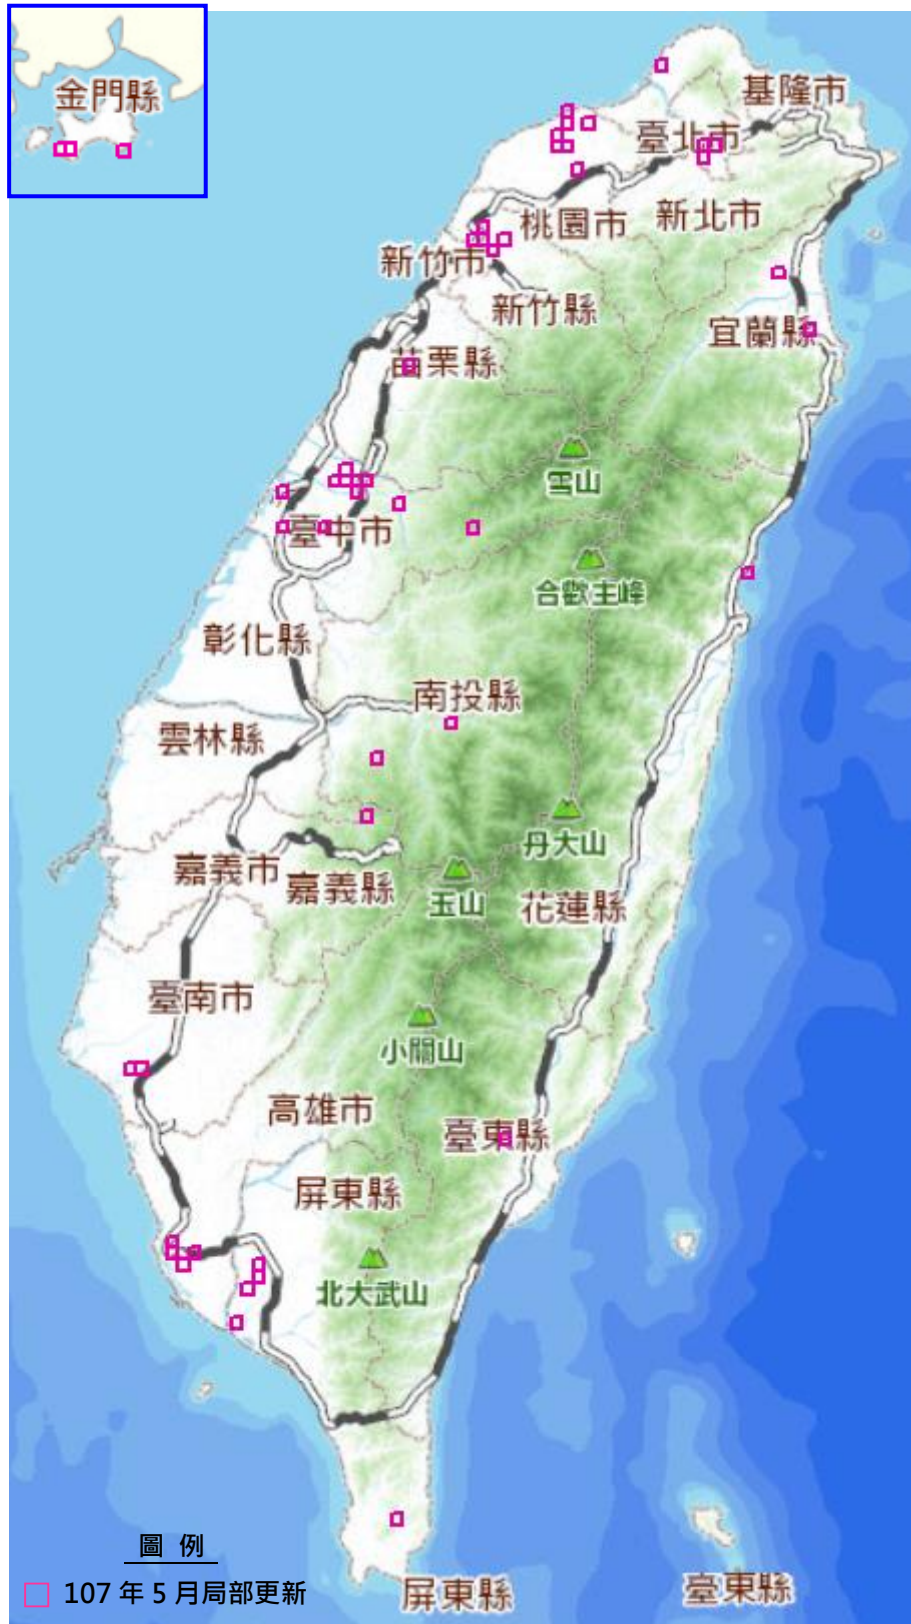 金門縣
基隆市
臺北市
新北市
桃園市
新竹市
新竹縣
宜蘭縣
苗栗縣
雪山
臺中市
合歡主峰
彰化縣
南投縣
雲林縣
丹大山
嘉義市
嘉義縣
玉山
花蓮縣
臺南市
小關山
高雄市
臺東縣
屏東縣
北大武山
圖 例
107 年 5 月局部更新
屏東縣
臺東縣